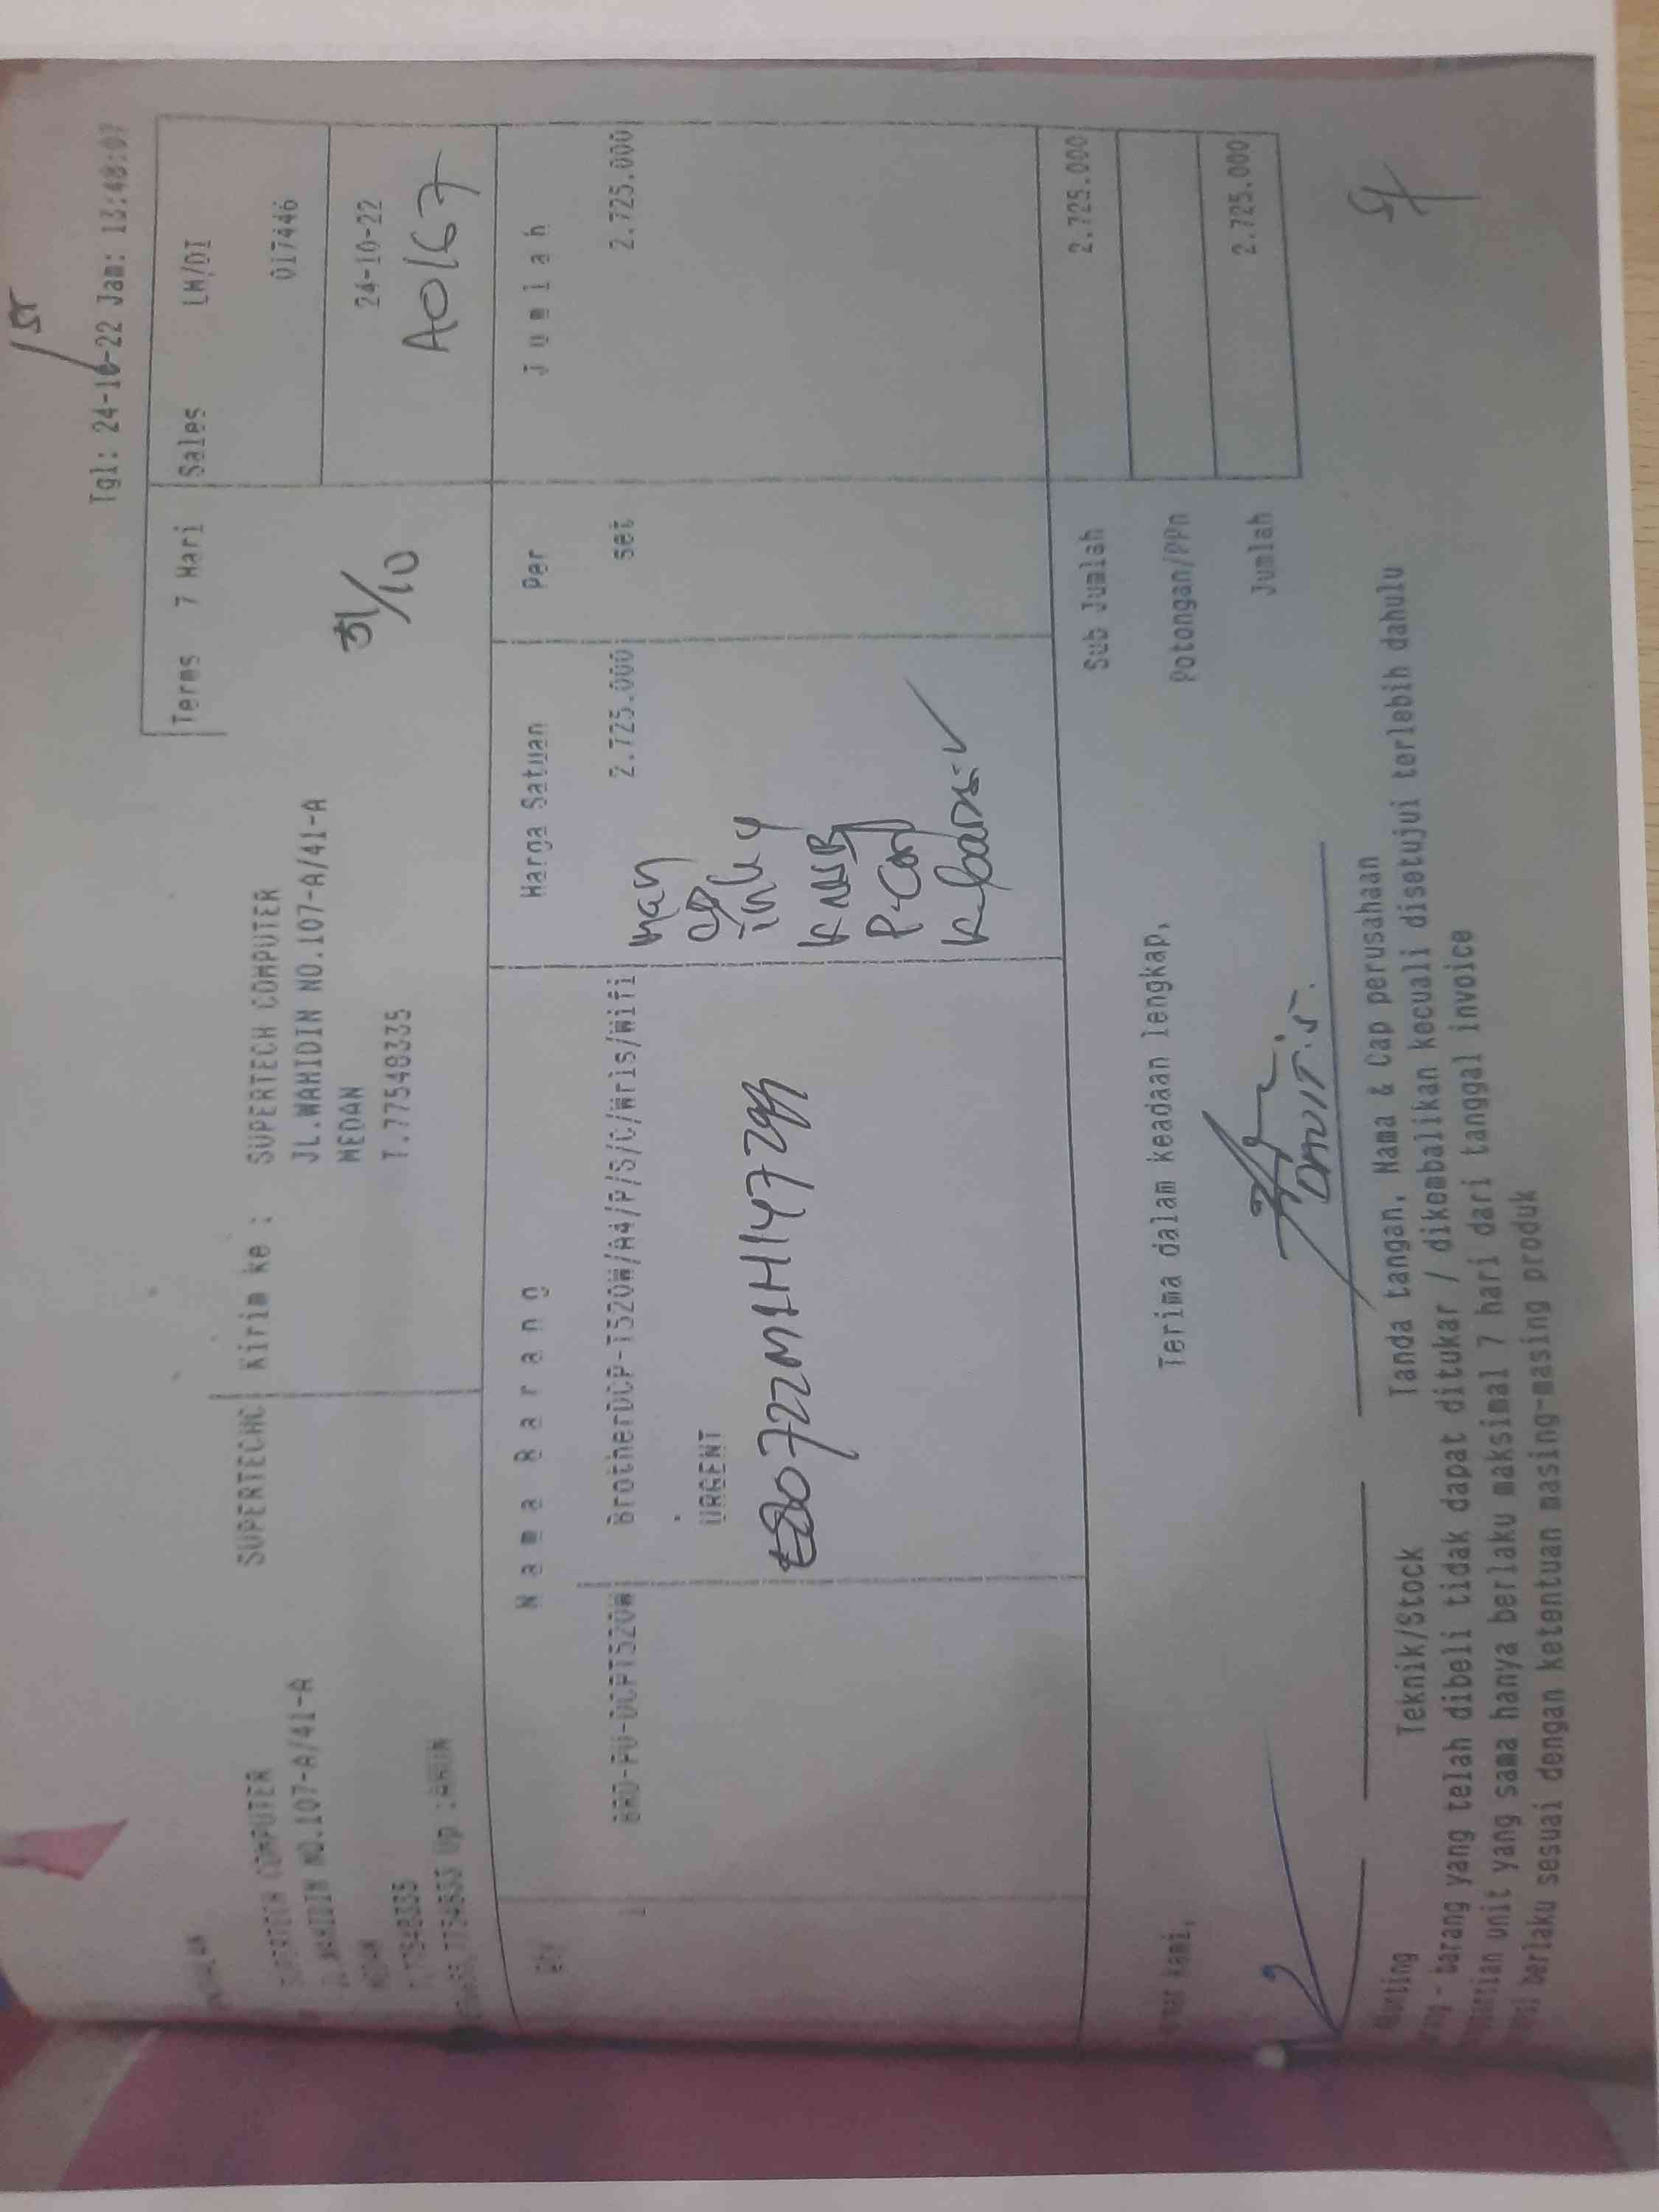 Tgl: 24-10-22 Jam: 13:48:07
Terms 7 Hari Sales LM/DI
017446
31/10 24-10-22
A0167
SUPERTECHC Kirim ke : SUPERTECH COMPUTER
JL.WAHIDIN NO.107-A/41-A
MEDAN
T.77548335
SUPERTECH COMPUTER
JL.WAHIDIN NO.107-A/41-A
MEDAN
T.77548335
Up :
Qty N a m a B a r a n g Harga Satuan Per J u m l a h
1 BRO-PU-DCPT520W BrotherDCP-T520W/A4/P/S/C/Wrls/Wifi 2.725.000 set 2.725.000
URGENT
Sub Jumlah 2.725.000
Potongan/PPn
Jumlah 2.725.000
kami, Terima dalam keadaan lengkap,
Teknik/Stock Tanda tangan, Nama & Cap perusahaan
- barang yang telah dibeli tidak dapat ditukar / dikembalikan kecuali disetujui terlebih dahulu
unit yang sama hanya berlaku maksimal 7 hari dari tanggal invoice
berlaku sesuai dengan ketentuan masing-masing produk